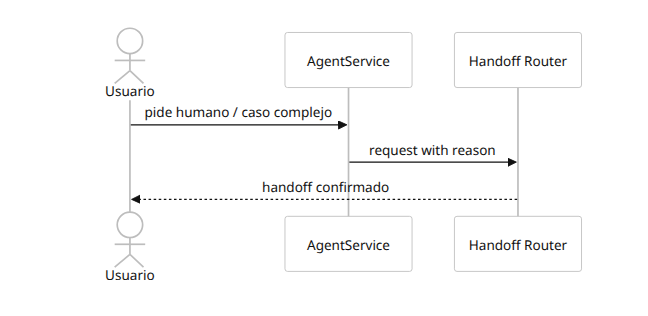 AgentService
Handoff Router
Usuario
pide humano / caso complejo
request with reason
handoff confirmado
AgentService
Handoff Router
Usuario